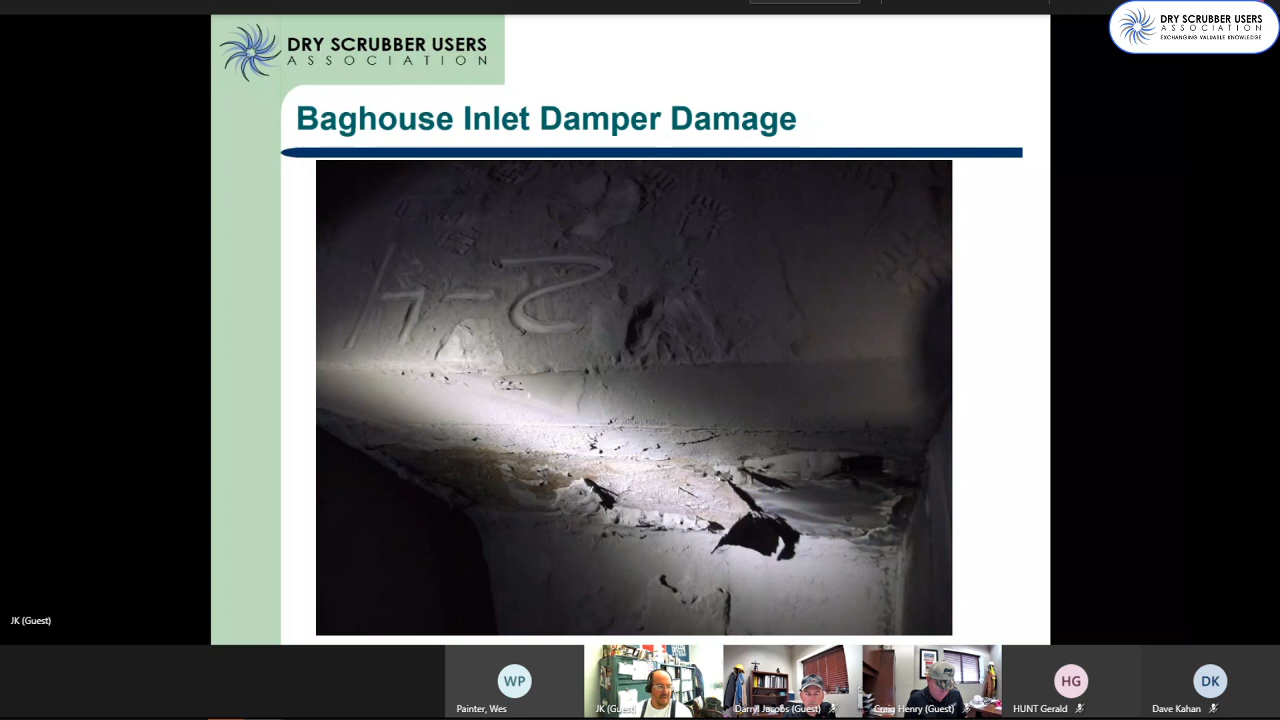 DRY SCRUBBER USERS
ASSOCIATION
DRY SCRUBBER USERS
ASSOCIATION
EXCHANGING VALUABLE KNOWLEDGE
Baghouse Inlet Damper Damage
JK (Guest)
WP
HG
DK
Painter, Wes
JK (Guest)
Darryl Jacobs (Guest)
Craig Henry (Guest)
HUNT Gerald
Dave Kahan